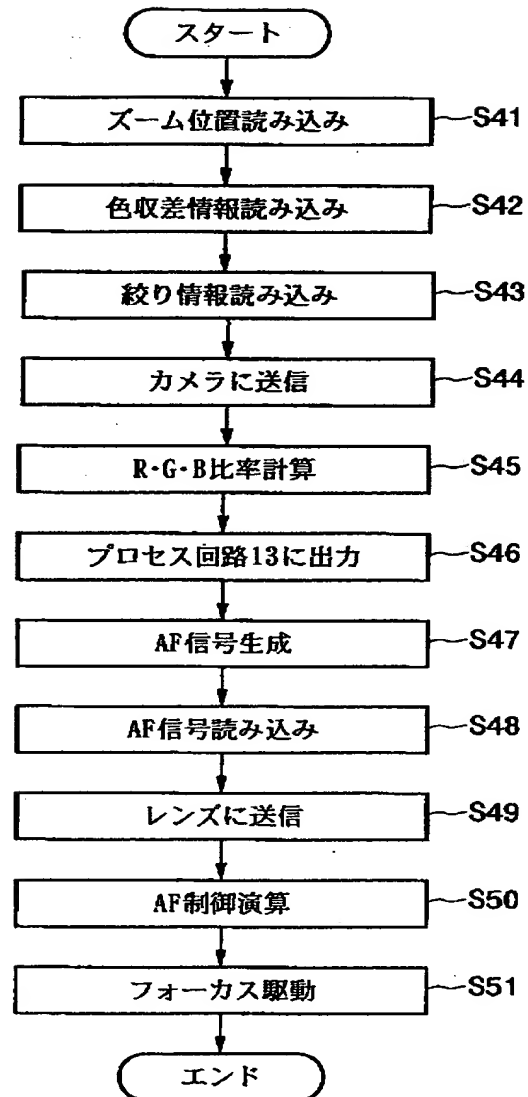 スタート
ズーム位置読み込み S41
色収差情報読み込み S42
絞り情報読み込み S43
カメラに送信 S44
R・G・B比率計算 S45
プロセス回路13に出力 S46
AF信号生成 S47
AF信号読み込み S48
レンズに送信 S49
AF制御演算 S50
フォーカス駆動 S51
エンド